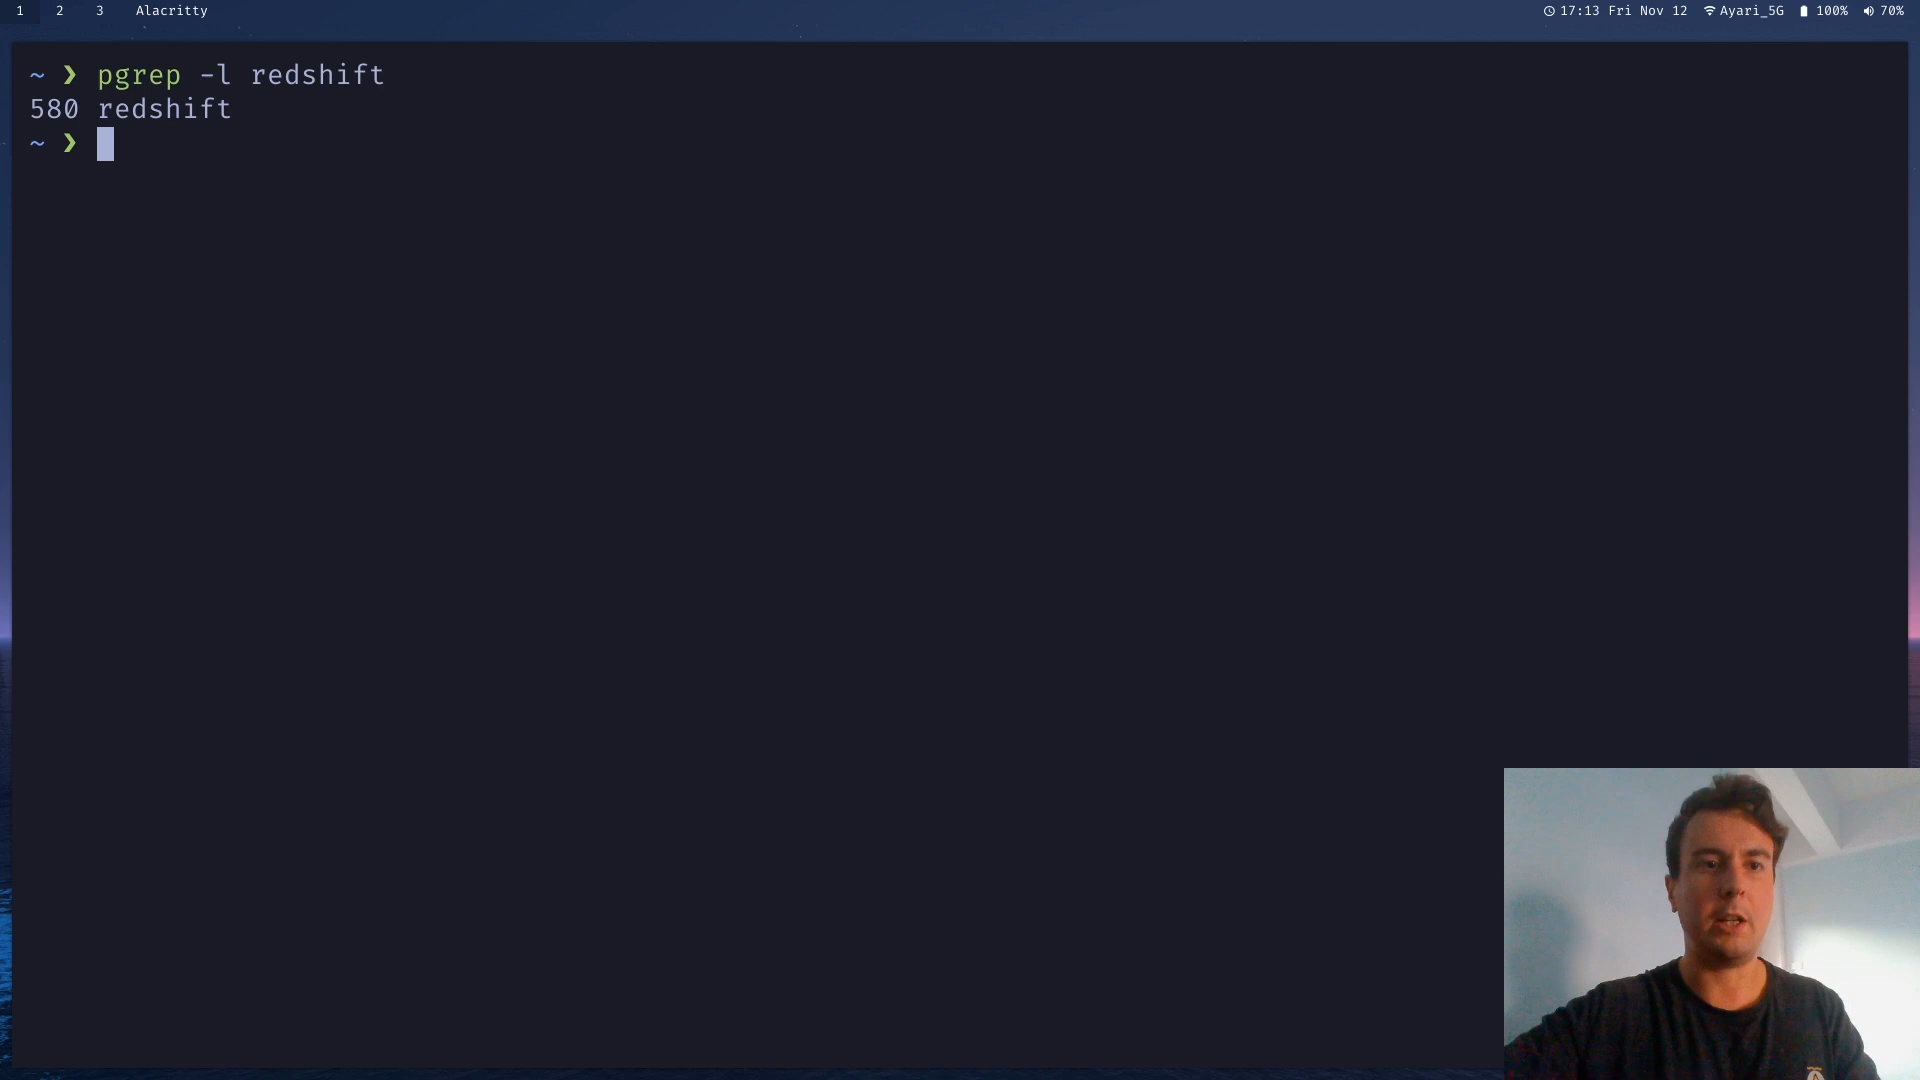 1 2 3 Alacritty 17:13 Fri Nov 12 Ayari_5G 100% 70%
~ ❯ pgrep -l redshift
580 redshift
~ ❯